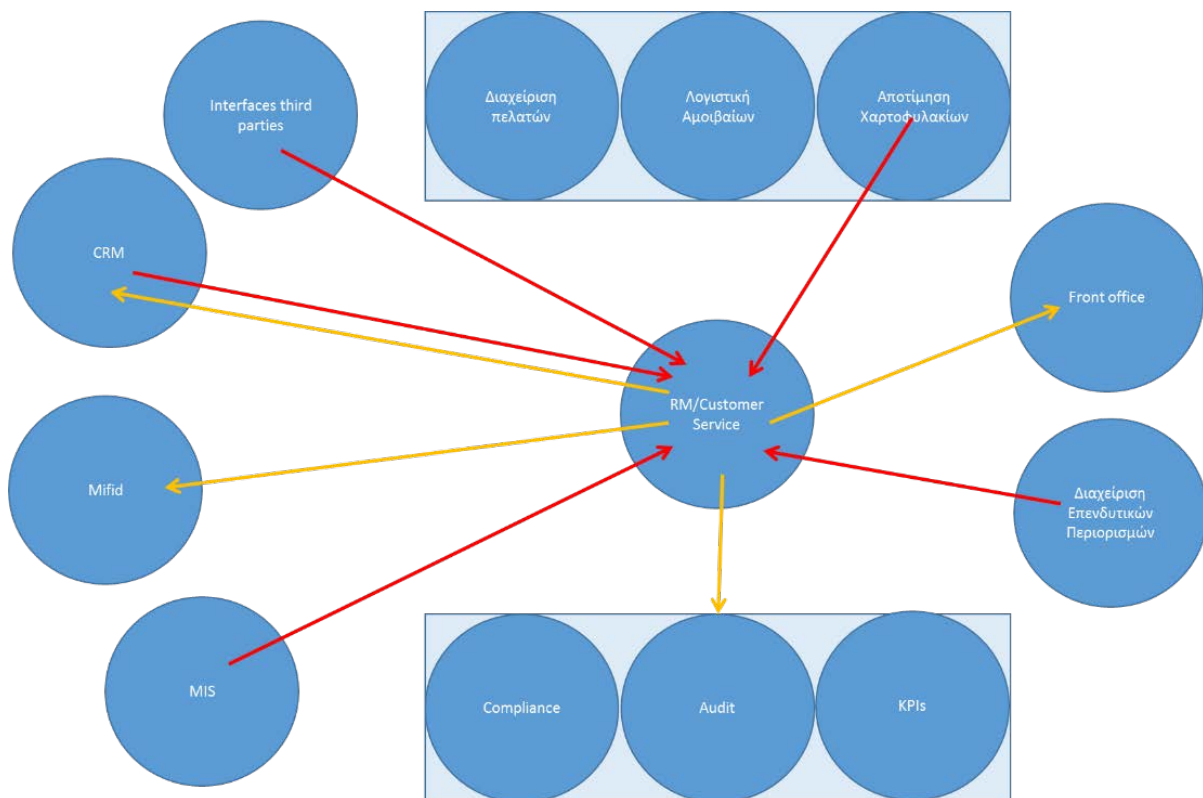 Interfaces third
parties
Διαχείριση
πελατών
Λογιστική
Αμοιβαίων
Αποτίμηση
Χαρτοφυλακίων
CRM
Front office
RM/Customer
Service
Mifid
Διαχείριση
Επενδυτικών
Περιορισμών
MIS
Compliance
Audit
KPIs